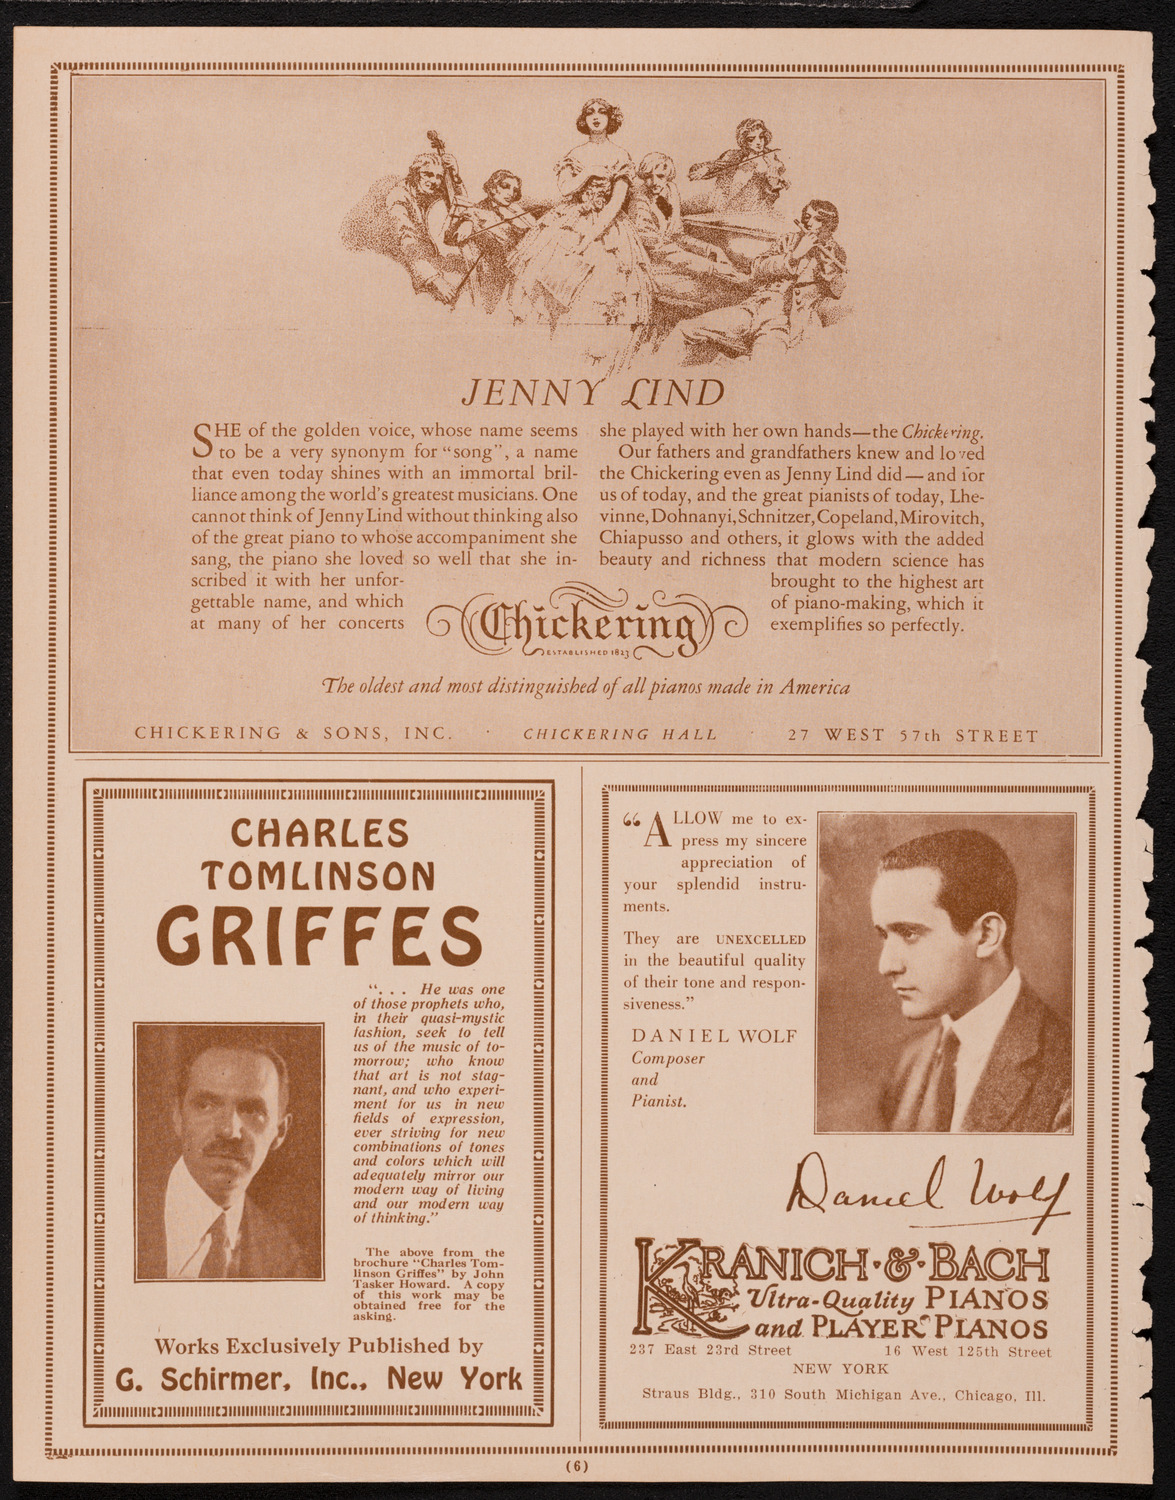 JENNY LIND
SHE of the golden voice, whose name seems
to be a very synonym for "song", a name
that even today shines with an immortal bril-
liance among the world's greatest musicians. One
cannot think of Jenny Lind without thinking also
of the great piano to whose accompaniment she
sang, the piano she loved so well that she in-
scribed it with her unfor-
gettable name, and which
at many of her concerts
she played with her own hands—the Chickering.
Our fathers and grandfathers knew and loved
the Chickering even as Jenny Lind did—and for
us of today, and the great pianists of today, Lhe-
vinne, Dohnanyi, Schnitzer, Copeland, Mirovitch,
Chiapusso and others, it glows with the added
beauty and richness that modern science has
brought to the highest art
of piano-making, which it
exemplifies so perfectly.
Chickering
ESTABLISHED 1823
The oldest and most distinguished of all pianos made in America
CHICKERING & SONS, INC. · CHICKERING HALL · 27 WEST 57th STREET
CHARLES
TOMLINSON
GRIFFES
". . . He was one
of those prophets who,
in their quasi-mystic
fashion, seek to tell
us of the music of to-
morrow; who know
that art is not stag-
nant, and who experi-
ment for us in new
fields of expression,
ever striving for new
combinations of tones
and colors which will
adequately mirror our
modern way of living
and our modern way
of thinking."
The above from the
brochure "Charles Tom-
linson Griffes" by John
Tasker Howard. A copy
of this work may be
obtained free for the
asking.
Works Exclusively Published by
G. Schirmer, Inc., New York
"ALLOW me to ex-
press my sincere
appreciation of
your splendid instru-
ments.
They are UNEXCELLED
in the beautiful quality
of their tone and respon-
siveness."
DANIEL WOLF
Composer
and
Pianist.
Daniel Wolf
KRANICH·&·BACH
Ultra-Quality PIANOS
and PLAYER PIANOS
237 East 23rd Street 16 West 125th Street
NEW YORK
Straus Bldg., 310 South Michigan Ave., Chicago, Ill.
(6)